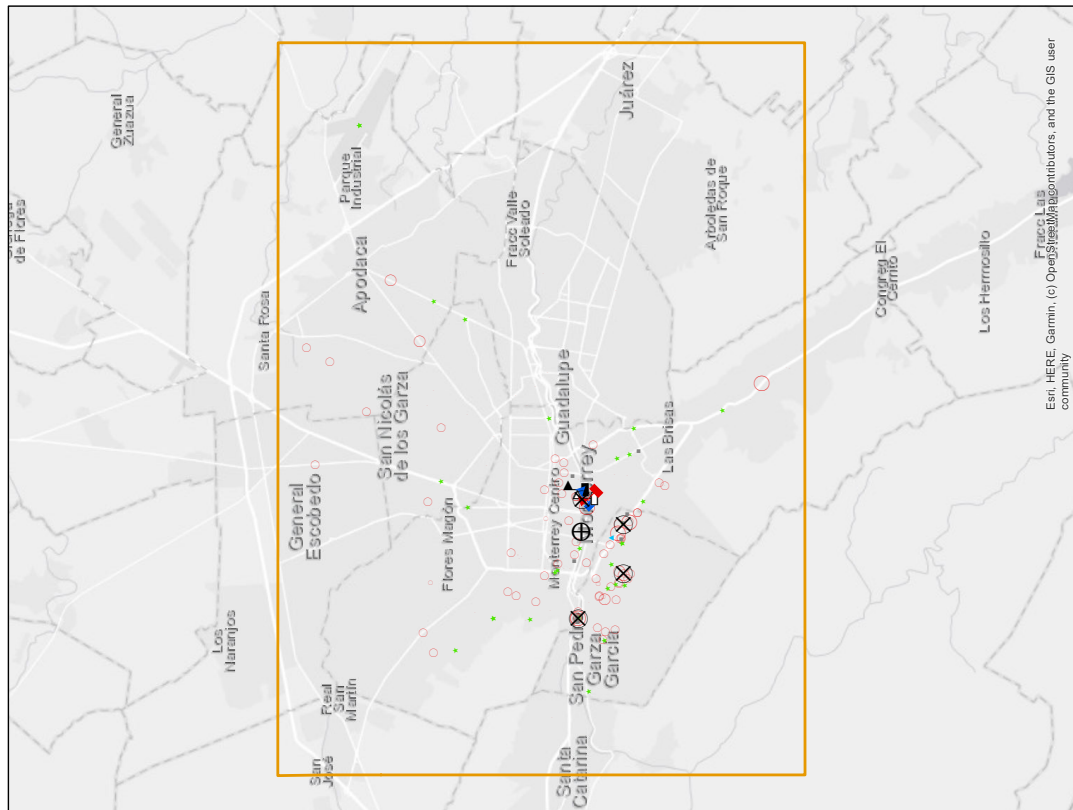 de Flores
General
Zuazua
Los
Naranjos
Santa Rosa
General
Escobedo
San
José
Real
San
Martín
Parque
Industrial
Apodaca
San Nicolás
de los Garza
Flores Magón
Fracc Valle
Soleado
Guadalupe
Monterrey Centro
San Pedro
Garza
García
Santa
Catarina
Juárez
Las Brisas
Arboledas de
San Roque
Congreg El
Cerrito
Los Hermosillo
Fracc Las
Esri, HERE, Garmin, (c) OpenStreetMap contributors, and the GIS user
community